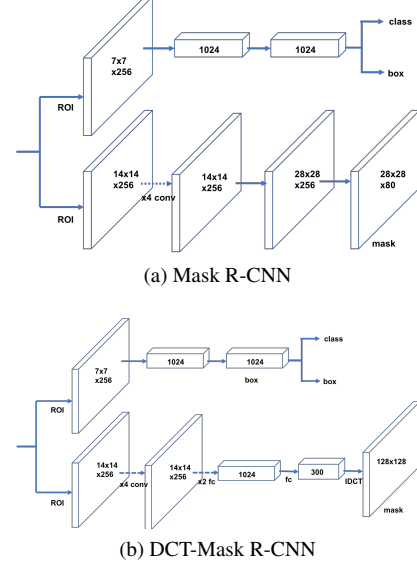 7x7
x256
1024
1024
class
box
ROI
14x14
x256
x4 conv
14x14
x256
28x28
x256
28x28
x80
ROI
mask
(a) Mask R-CNN
7x7
x256
1024
1024
box
class
box
ROI
14x14
x256
x4 conv
14x14
x256
x2 fc
1024
fc
300
IDCT
128x128
ROI
mask
(b) DCT-Mask R-CNN